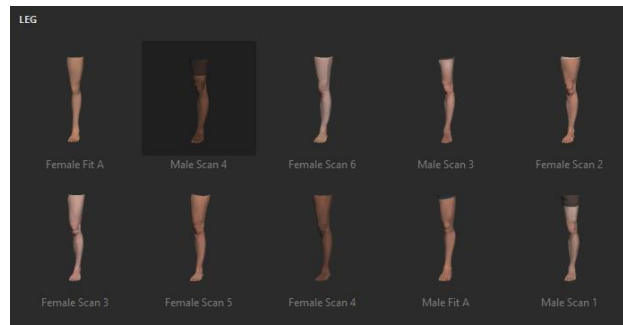 LEG
Female Fit A
Male Scan 4
Female Scan 6
Male Scan 3
Female Scan 2
Female Scan 3
Female Scan 5
Female Scan 4
Male Fit A
Male Scan 1